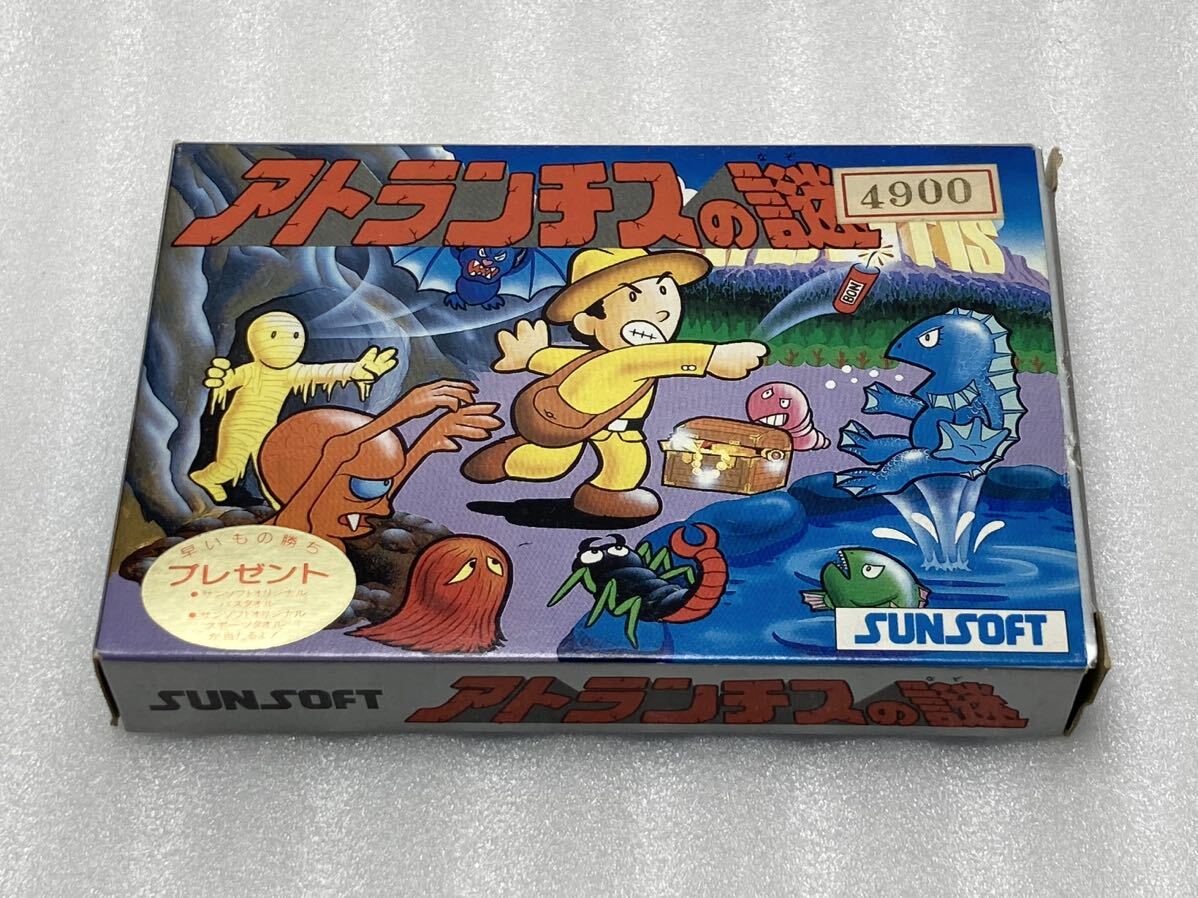 なぞ
アトランチスの謎
4900
BON
早いもの勝ち
プレゼント
●サンソフトオリジナル
バスタオル
●サンソフトオリジナル
スポーツタオル
が当たるよ!
SUNSOFT
SUNSOFT
なぞ
アトランチスの謎